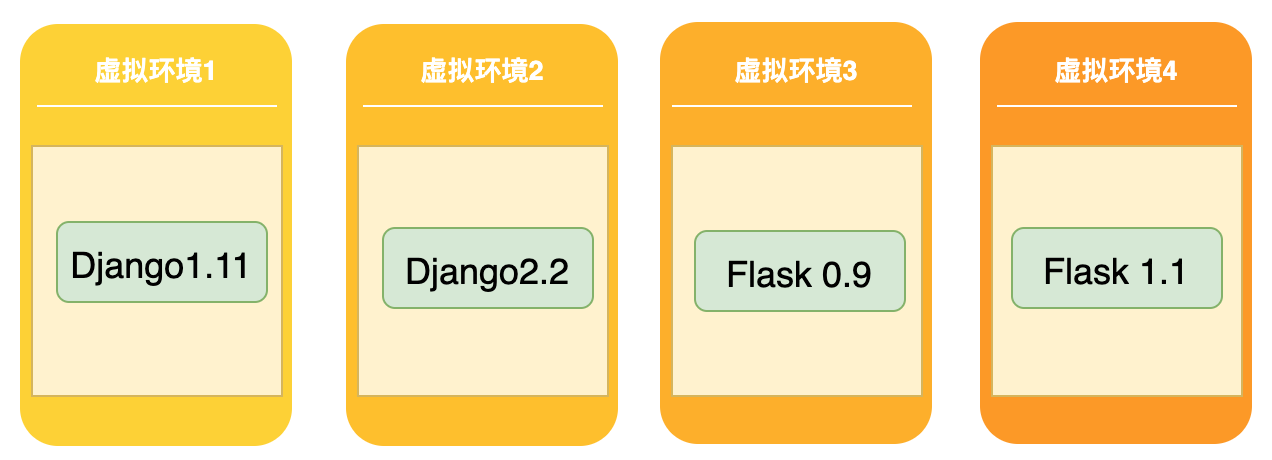 虚拟环境1
Django1.11
虚拟环境2
Django2.2
虚拟环境3
Flask 0.9
虚拟环境4
Flask 1.1